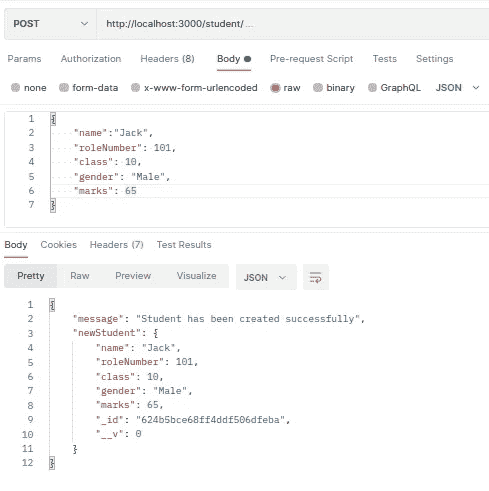 POST http://localhost:3000/student/...
Params Authorization Headers (8) Body Pre-request Script Tests Settings
none form-data x-www-form-urlencoded raw binary GraphQL JSON
1 {
2 "name":"Jack",
3 "roleNumber": 101,
4 "class": 10,
5 "gender": "Male",
6 "marks": 65
7 }
Body Cookies Headers (7) Test Results
Pretty Raw Preview Visualize JSON
1 {
2 "message": "Student has been created successfully",
3 "newStudent": {
4 "name": "Jack",
5 "roleNumber": 101,
6 "class": 10,
7 "gender": "Male",
8 "marks": 65,
9 "_id": "624b5bce68ff4ddf506dfeba",
10 "__v": 0
11 }
12 }